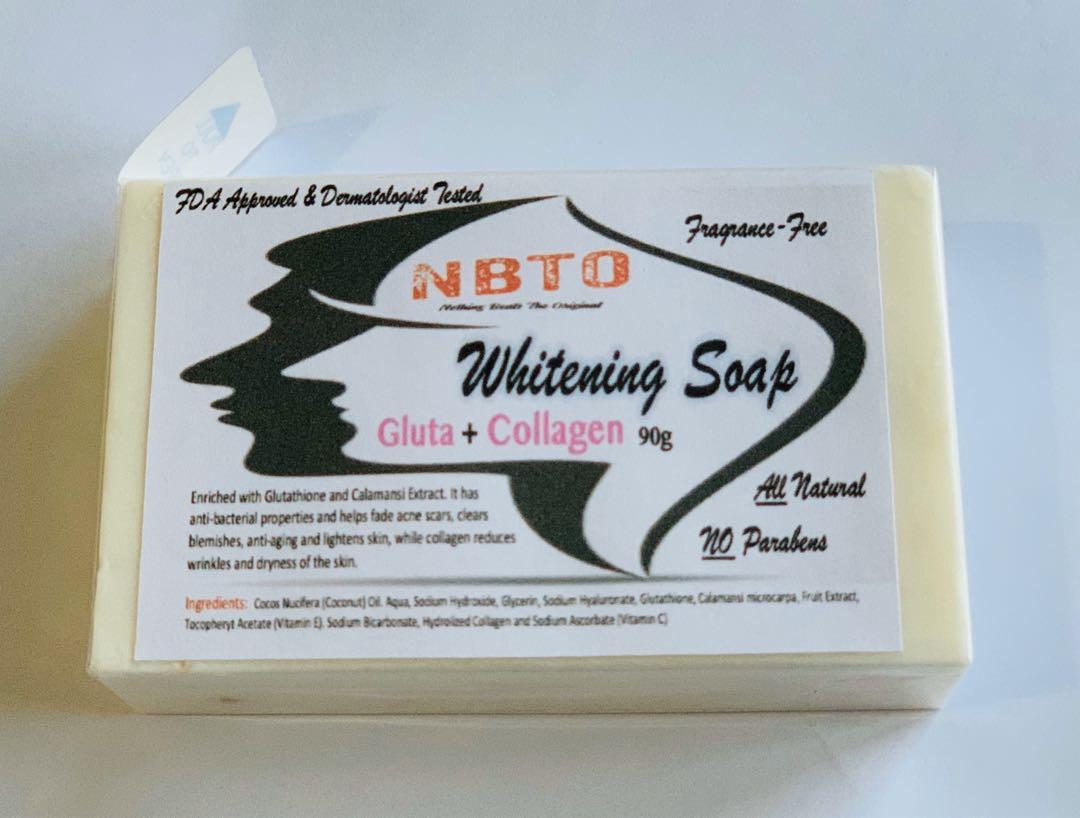 FDA Approved & Dermatologist Tested
Fragrance-Free
NBTO
Nothing Beats The Original
Whitening Soap
Gluta + Collagen 90g
All Natural
NO Parabens
Enriched with Glutathione and Calamansi Extract. It has
anti-bacterial properties and helps fade acne scars, clears
blemishes, anti-aging and lightens skin, while collagen reduces
wrinkles and dryness of the skin.
Ingredients: Cocos Nucifera (Coconut) Oil. Aqua, Sodium Hydroxide, Glycerin, Sodium Hyaluronate, Glutathione, Calamansi microcarpa, Fruit Extract,
Tocopheryt Acetate (Vitamin E). Sodium Bicarbonate, Hydrolized Collagen and Sodium Ascorbate (Vitamin C)